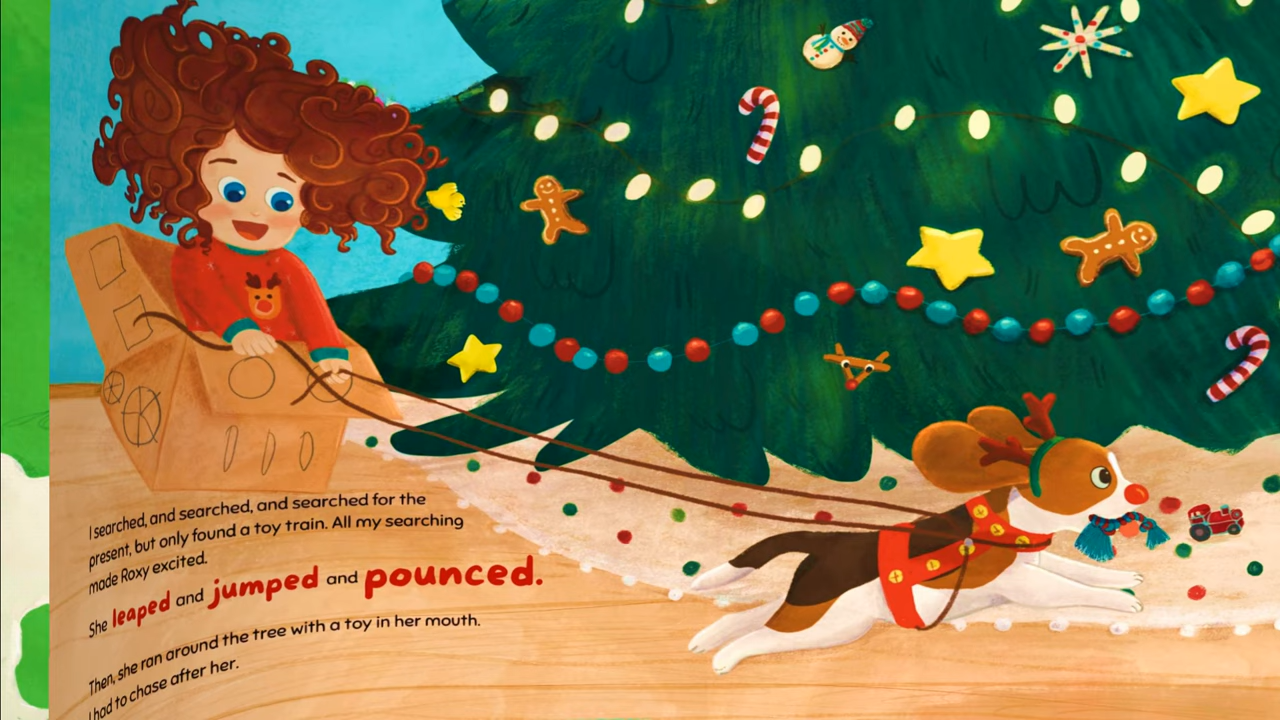 I searched, and searched, and searched for the
present, but only found a toy train. All my searching
made Roxy excited.
She leaped and jumped and pounced.
Then, she ran around the tree with a toy in her mouth.
I had to chase after her.